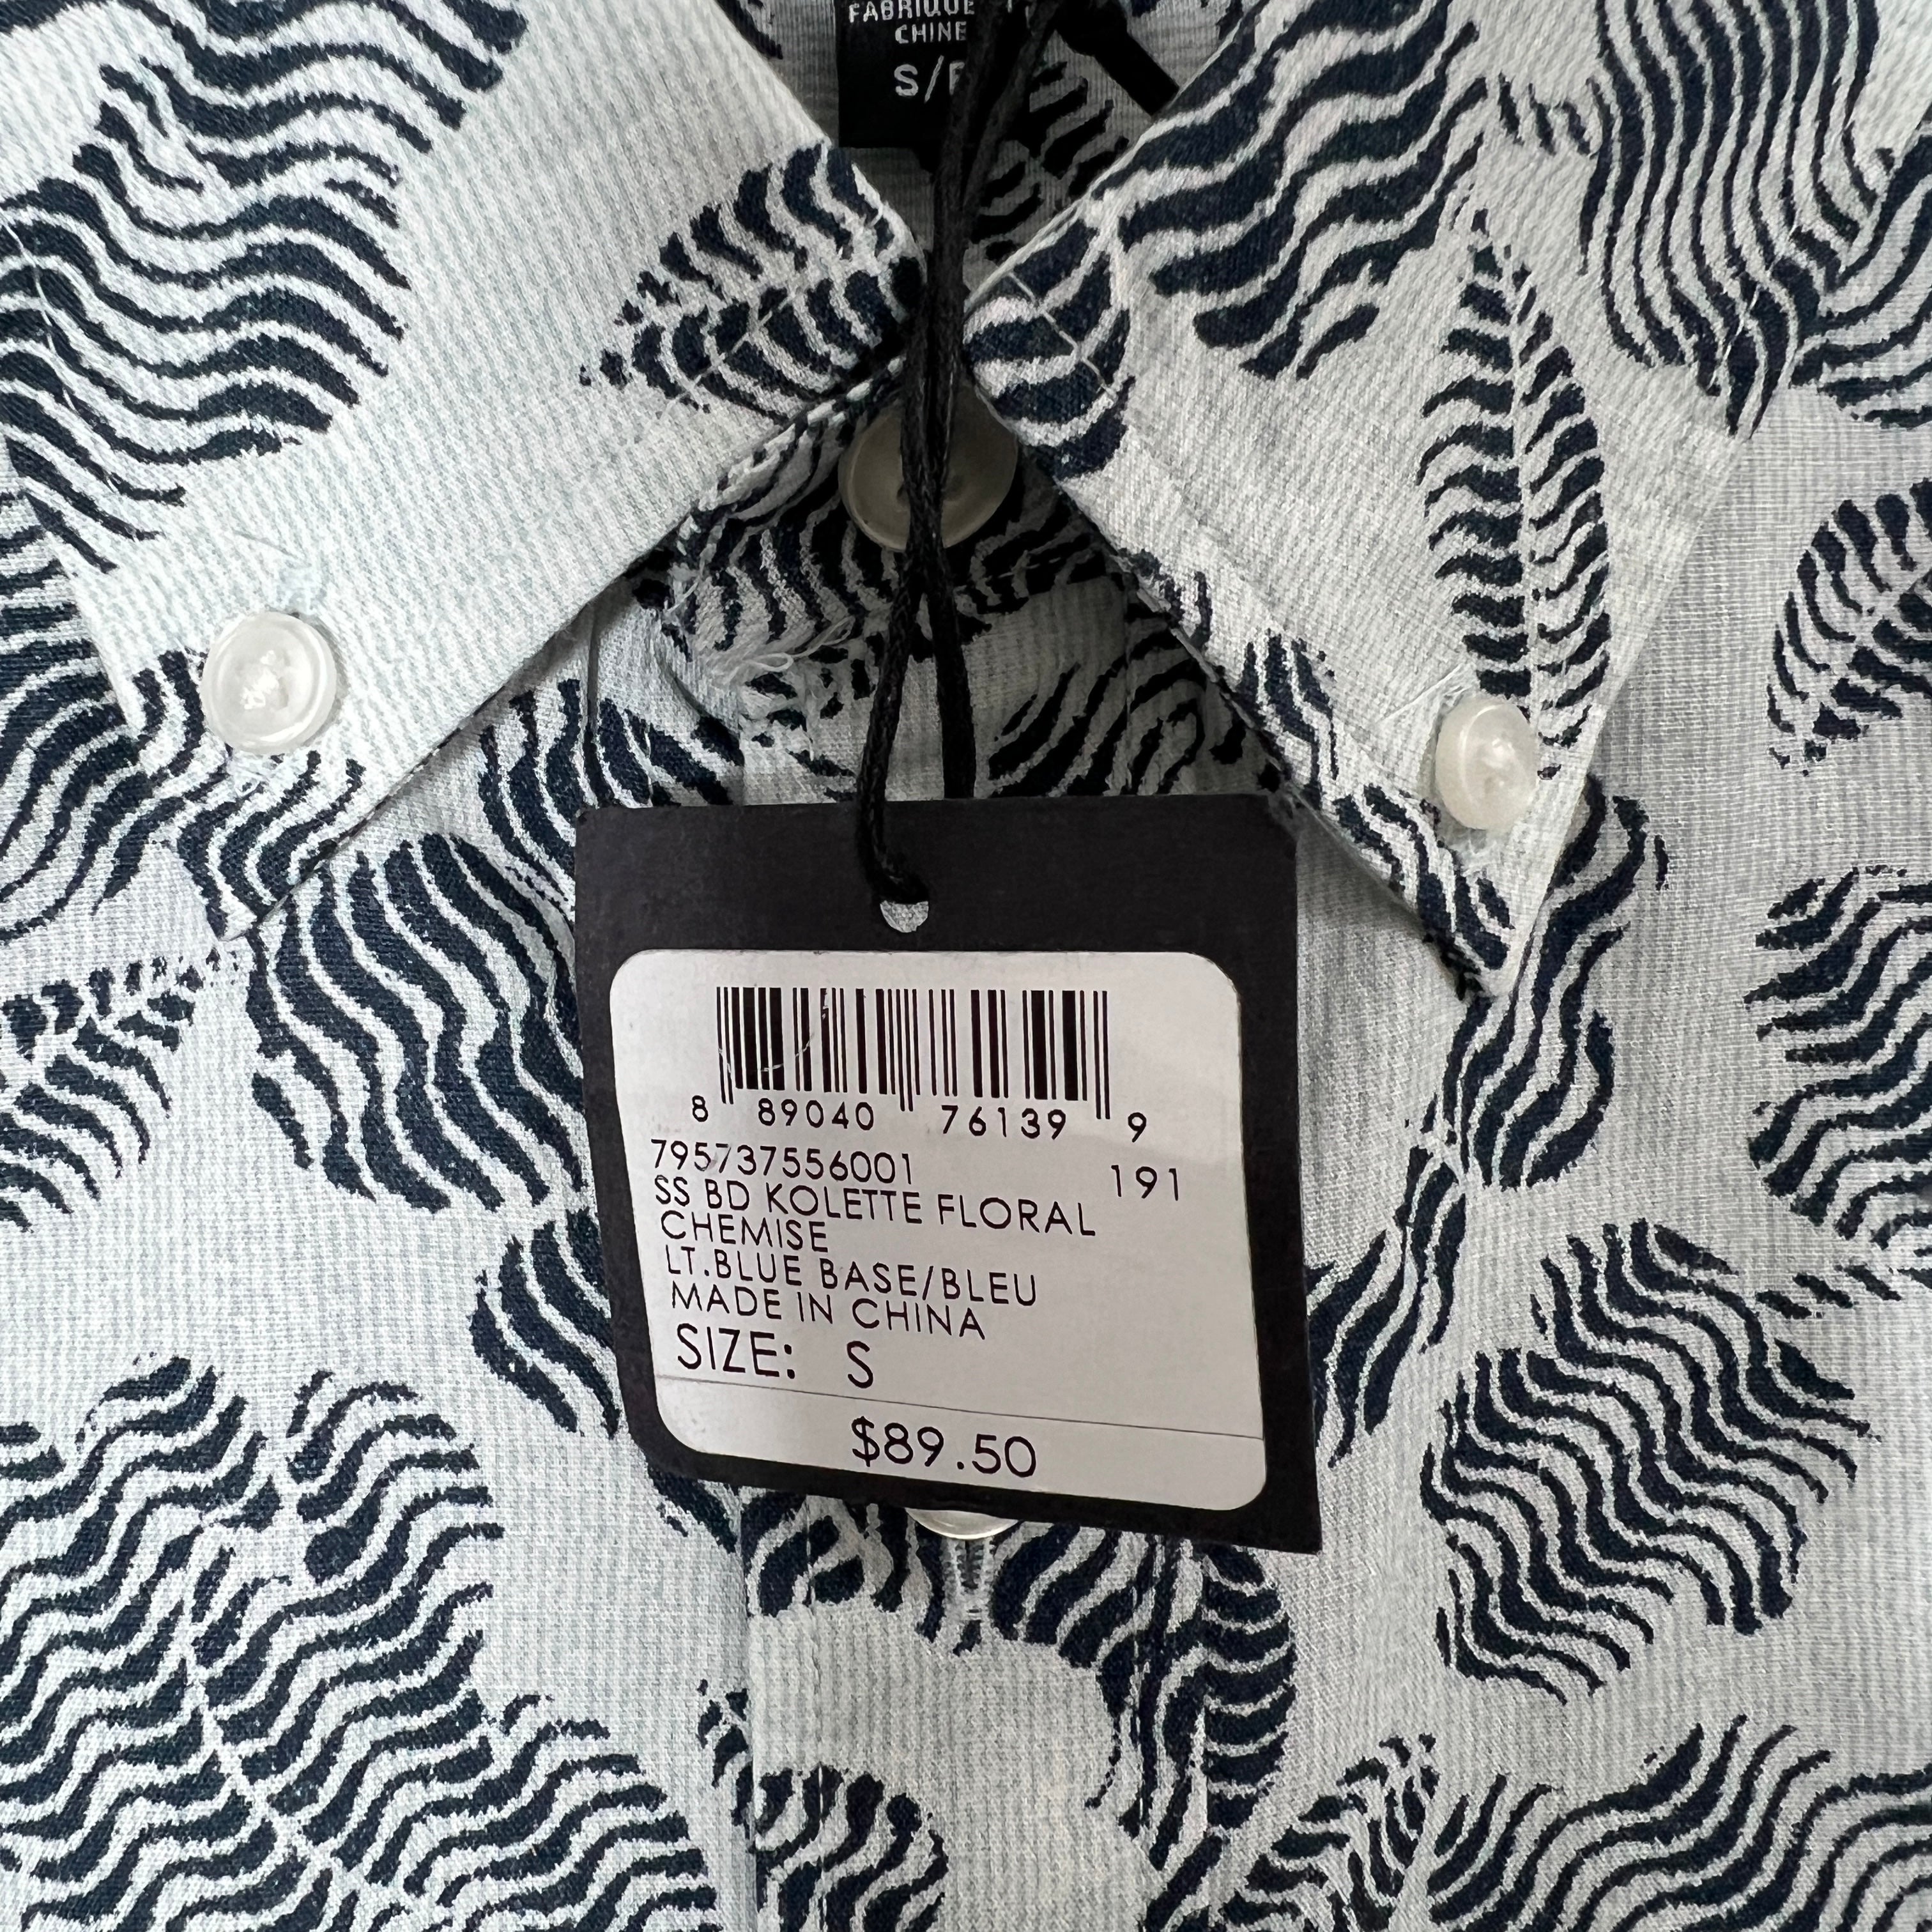 FABRIQUÉ
CHINE
S/P
8 89040 76139 9
795737556001 191
SS BD KOLETTE FLORAL
CHEMISE
LT.BLUE BASE/BLEU
MADE IN CHINA
SIZE: S
$89.50